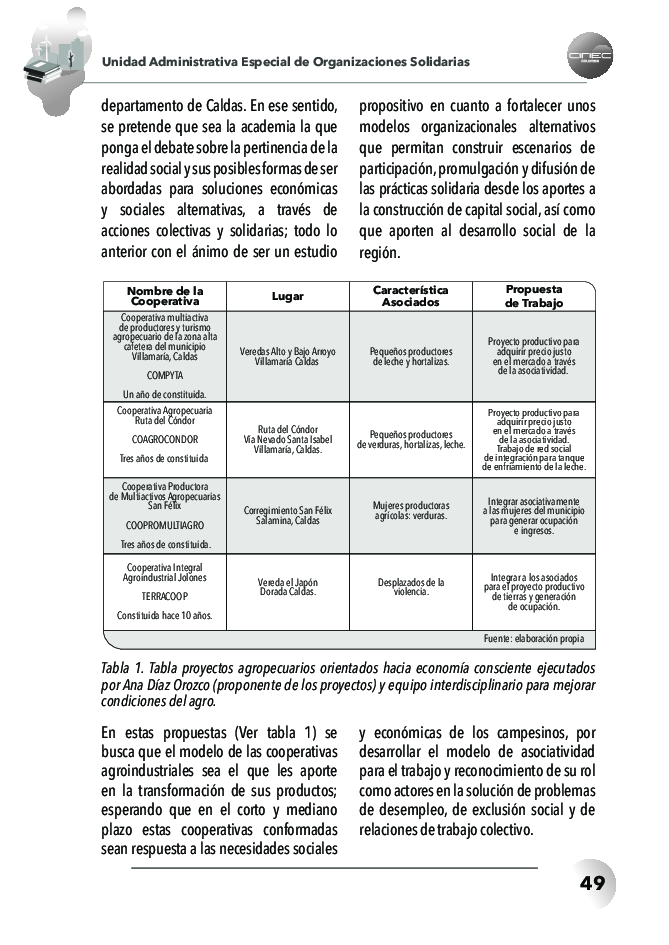 Unidad Administrativa Especial de Organizaciones Solidarias
CINEC
departamento de Caldas. En ese sentido,
se pretende que sea la academia la que
ponga el debate sobre la pertinencia de la
realidad social y sus posibles formas de ser
abordadas para soluciones económicas
y sociales alternativas, a través de
acciones colectivas y solidarias; todo lo
anterior con el ánimo de ser un estudio
propositivo en cuanto a fortalecer unos
modelos organizacionales alternativos
que permitan construir escenarios de
participación, promulgación y difusión de
las prácticas solidaria desde los aportes a
la construcción de capital social, así como
que aporten al desarrollo social de la
región.
Nombre de la
Cooperativa
Lugar
Característica
Asociados
Propuesta
de Trabajo
Cooperativa multiactiva
de productores y turismo
agropecuario de la zona alta
cafetera del municipio
Villamaría, Caldas
COMPYTA
Un año de constituida.
Veredas Alto y Bajo Arroyo
Villamaría Caldas
Pequeños productores
de leche y hortalizas.
Proyecto productivo para
adquirir precio justo
en el mercado a través
de la asociatividad.
Cooperativa Agropecuaria
Ruta del Cóndor
COAGROCONDOR
Tres años de constituida
Ruta del Cóndor
Vía Nevado Santa Isabel
Villamaría, Caldas.
Pequeños productores
de verduras, hortalizas, leche.
Proyecto productivo para
adquirir precio justo
en el mercado a través
de la asociatividad.
Trabajo de red social
de integración para tanque
de enfriamiento de la leche.
Cooperativa Productora
de Multiactivos Agropecuarias
San Félix
COOPROMULTIAGRO
Tres años de constituida.
Corregimiento San Félix
Salamina, Caldas
Mujeres productoras
agrícolas: verduras.
Integrar asociativamente
a las mujeres del municipio
para generar ocupación
e ingresos.
Cooperativa Integral
Agroindustrial Jolones
TERRACOOP
Constituida hace 10 años.
Vereda el Japón
Dorada Caldas.
Desplazados de la
violencia.
Integrar a los asociados
para el proyecto productivo
de tierras y generación
de ocupación.
Fuente: elaboración propia
Tabla 1. Tabla proyectos agropecuarios orientados hacia economía consciente ejecutados
por Ana Díaz Orozco (proponente de los proyectos) y equipo interdisciplinario para mejorar
condiciones del agro.
En estas propuestas (Ver tabla 1) se
busca que el modelo de las cooperativas
agroindustriales sea el que les aporte
en la transformación de sus productos;
esperando que en el corto y mediano
plazo estas cooperativas conformadas
sean respuesta a las necesidades sociales
y económicas de los campesinos, por
desarrollar el modelo de asociatividad
para el trabajo y reconocimiento de su rol
como actores en la solución de problemas
de desempleo, de exclusión social y de
relaciones de trabajo colectivo.
49